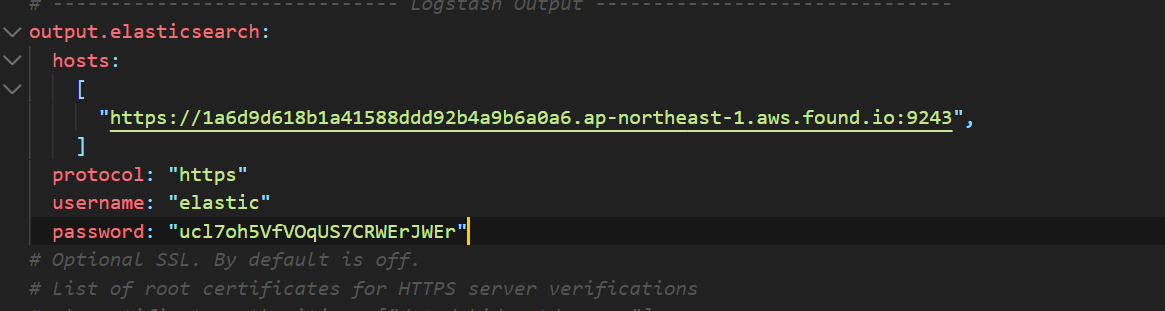 # ------------------------------ Logstash Output -------------------------------
output.elasticsearch:
hosts:
[
"https://1a6d9d618b1a41588ddd92b4a9b6a0a6.ap-northeast-1.aws.found.io:9243",
]
protocol: "https"
username: "elastic"
password: "ucl7oh5VfVOqUS7CRWErJWEr"
# Optional SSL. By default is off.
# List of root certificates for HTTPS server verifications